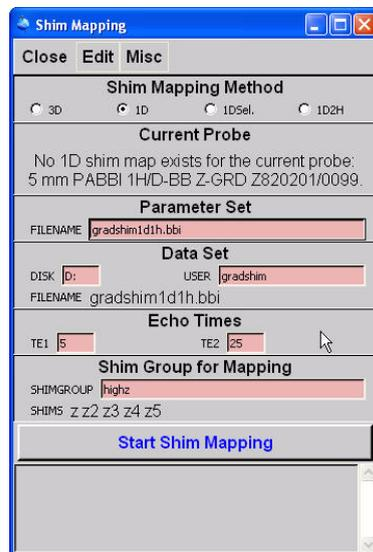 Shim Mapping
Close Edit Misc
Shim Mapping Method
3D 1D 1DSel. 1D2H
Current Probe
No 1D shim map exists for the current probe:
5 mm PABBI 1H/D-BB Z-GRD Z820201/0099.
Parameter Set
FILENAME gradshim1d1h.bbi
Data Set
DISK D: USER gradshim
FILENAME gradshim1d1h.bbi
Echo Times
TE1 5 TE2 25
Shim Group for Mapping
SHIMGROUP highz
SHIMS z z2 z3 z4 z5
Start Shim Mapping